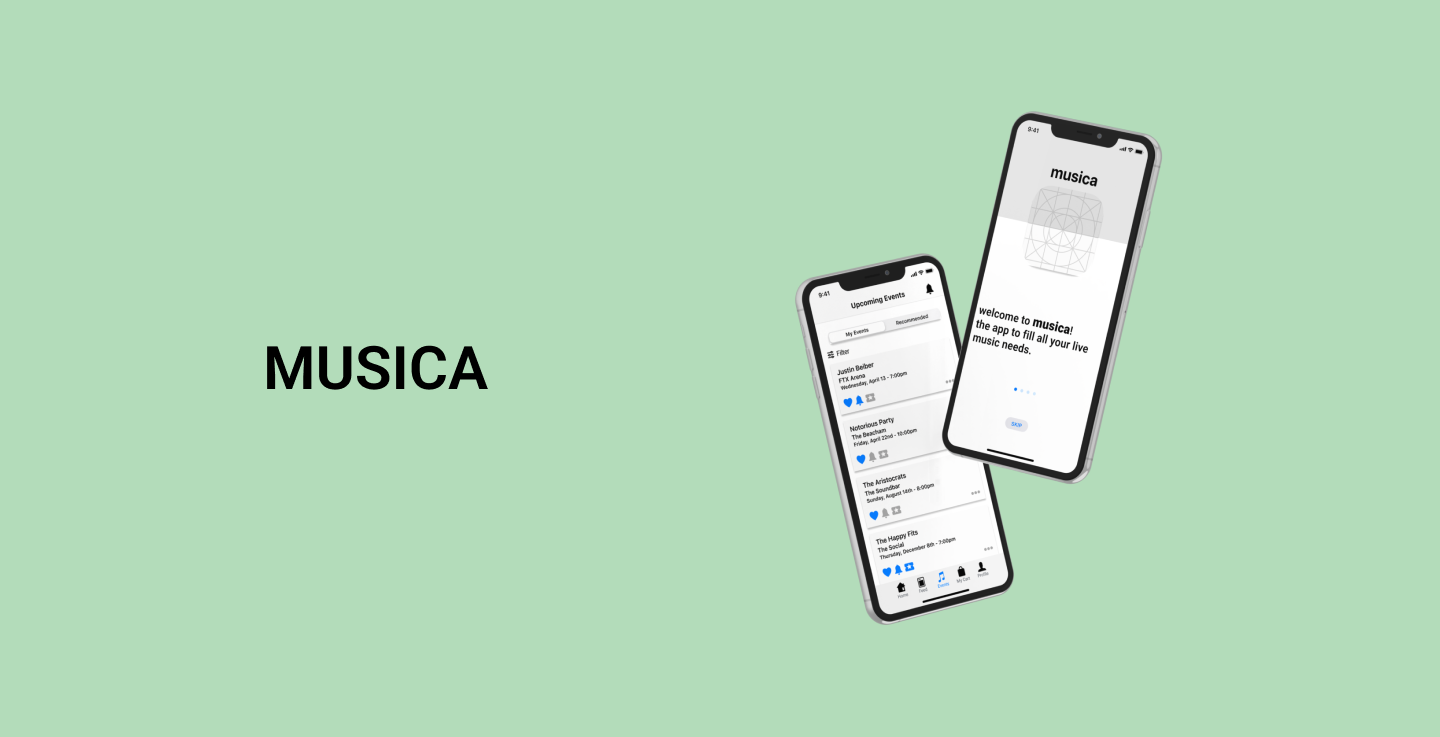 MUSICA
9:41
Upcoming Events
My Events
Recommended
Filter
Justin Beiber
FTX Arena
Wednesday, April 13 - 7:00pm
Notorious Party
The Beacham
Friday, April 22nd - 10:00pm
The Aristocrats
The Soundbar
Sunday, August 14th - 8:00pm
The Happy Fits
The Social
Thursday, December 8th - 7:00pm
Home
Feed
Events
My Cart
Profile
9:41
musica
welcome to musica!
the app to fill all your live
music needs.
SKIP